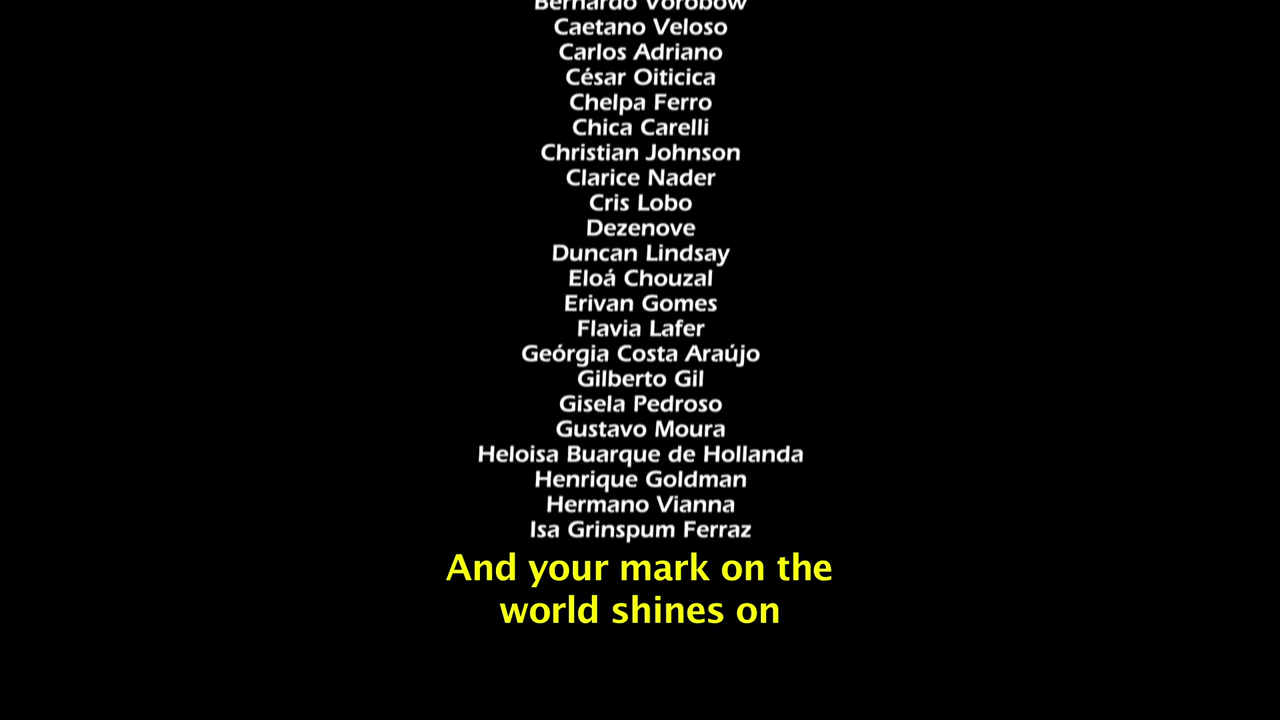 Bernardo Vorobow
Caetano Veloso
Carlos Adriano
César Oiticica
Chelpa Ferro
Chica Carelli
Christian Johnson
Clarice Nader
Cris Lobo
Dezenove
Duncan Lindsay
Eloá Chouzal
Erivan Gomes
Flavia Lafer
Geórgia Costa Araújo
Gilberto Gil
Gisela Pedroso
Gustavo Moura
Heloisa Buarque de Hollanda
Henrique Goldman
Hermano Vianna
Isa Grinspum Ferraz
And your mark on the
world shines on